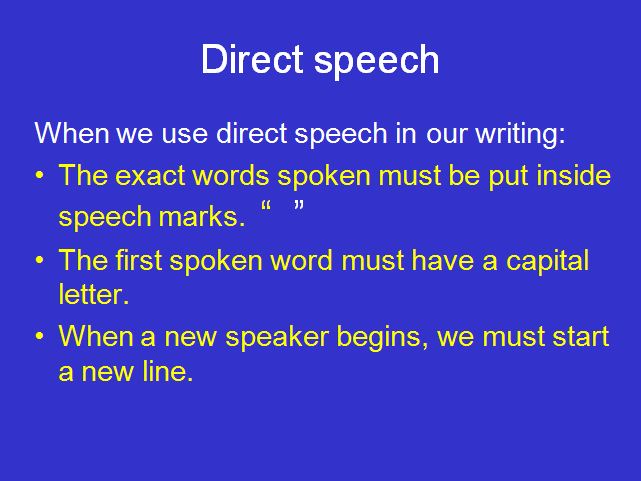 Direct speech
When we use direct speech in our writing:
• The exact words spoken must be put inside
speech marks. “ ”
• The first spoken word must have a capital
letter.
• When a new speaker begins, we must start
a new line.